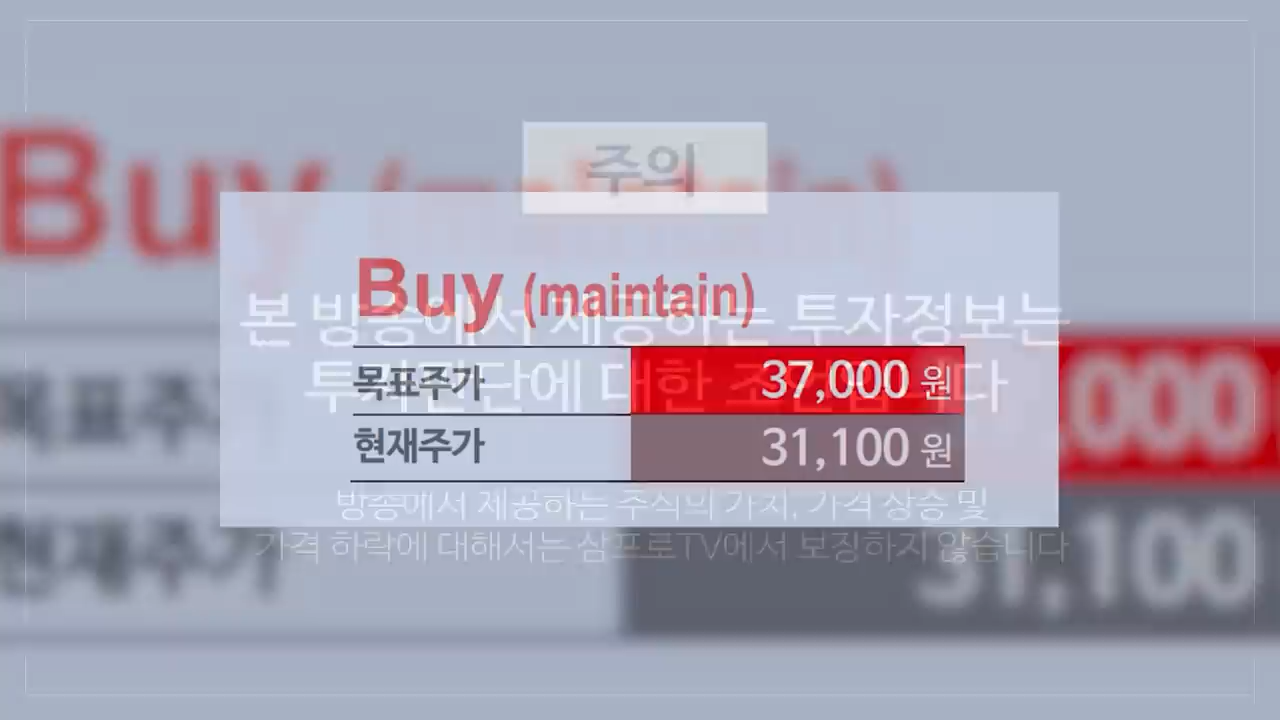 주의
Buy (maintain)
본 방송에서 제공하는 투자정보는
투자판단에 대한 조언입니다
목표주가 37,000 원
현재주가 31,100 원
방송에서 제공하는 주식의 가치, 가격 상승 및
가격 하락에 대해서는 삼프로TV에서 보장하지 않습니다